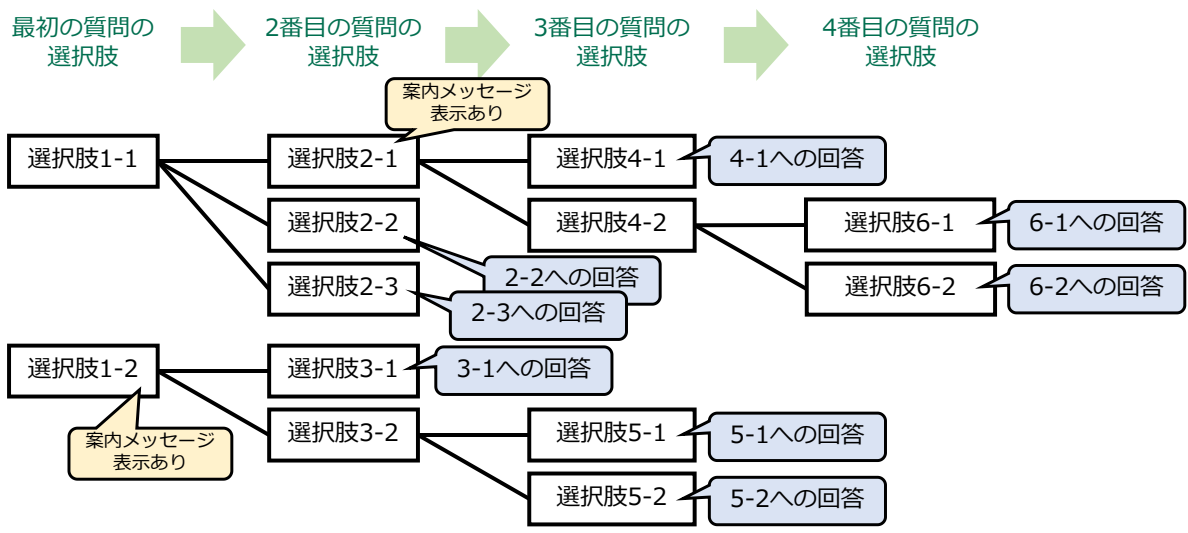 最初の質問の
選択肢
2番目の質問の
選択肢
3番目の質問の
選択肢
4番目の質問の
選択肢
案内メッセージ
表示あり
選択肢1-1
選択肢2-1
選択肢4-1
4-1への回答
選択肢2-2
選択肢4-2
選択肢6-1
6-1への回答
2-2への回答
選択肢2-3
選択肢6-2
6-2への回答
2-3への回答
選択肢1-2
選択肢3-1
3-1への回答
案内メッセージ
表示あり
選択肢3-2
選択肢5-1
5-1への回答
選択肢5-2
5-2への回答